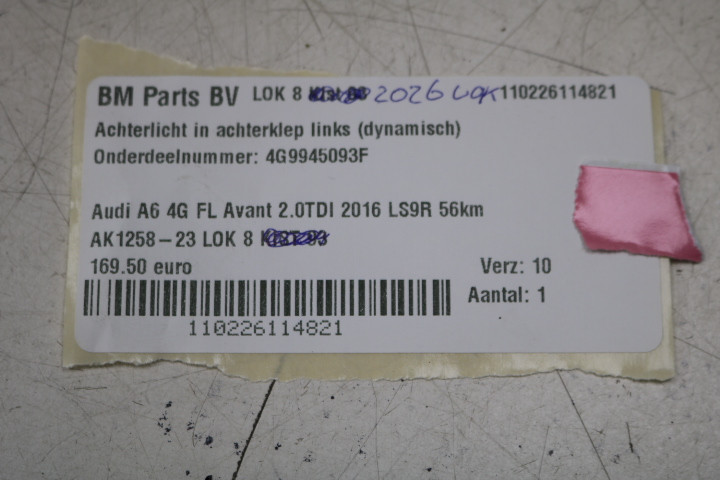 BM Parts BV LOK 8 2026 LOK 110226114821
Achterlicht in achterklep links (dynamisch)
Onderdeelnummer: 4G9945093F
Audi A6 4G FL Avant 2.0TDI 2016 LS9R 56km
AK1258-23 LOK 8
169.50 euro Verz: 10
Aantal: 1
110226114821